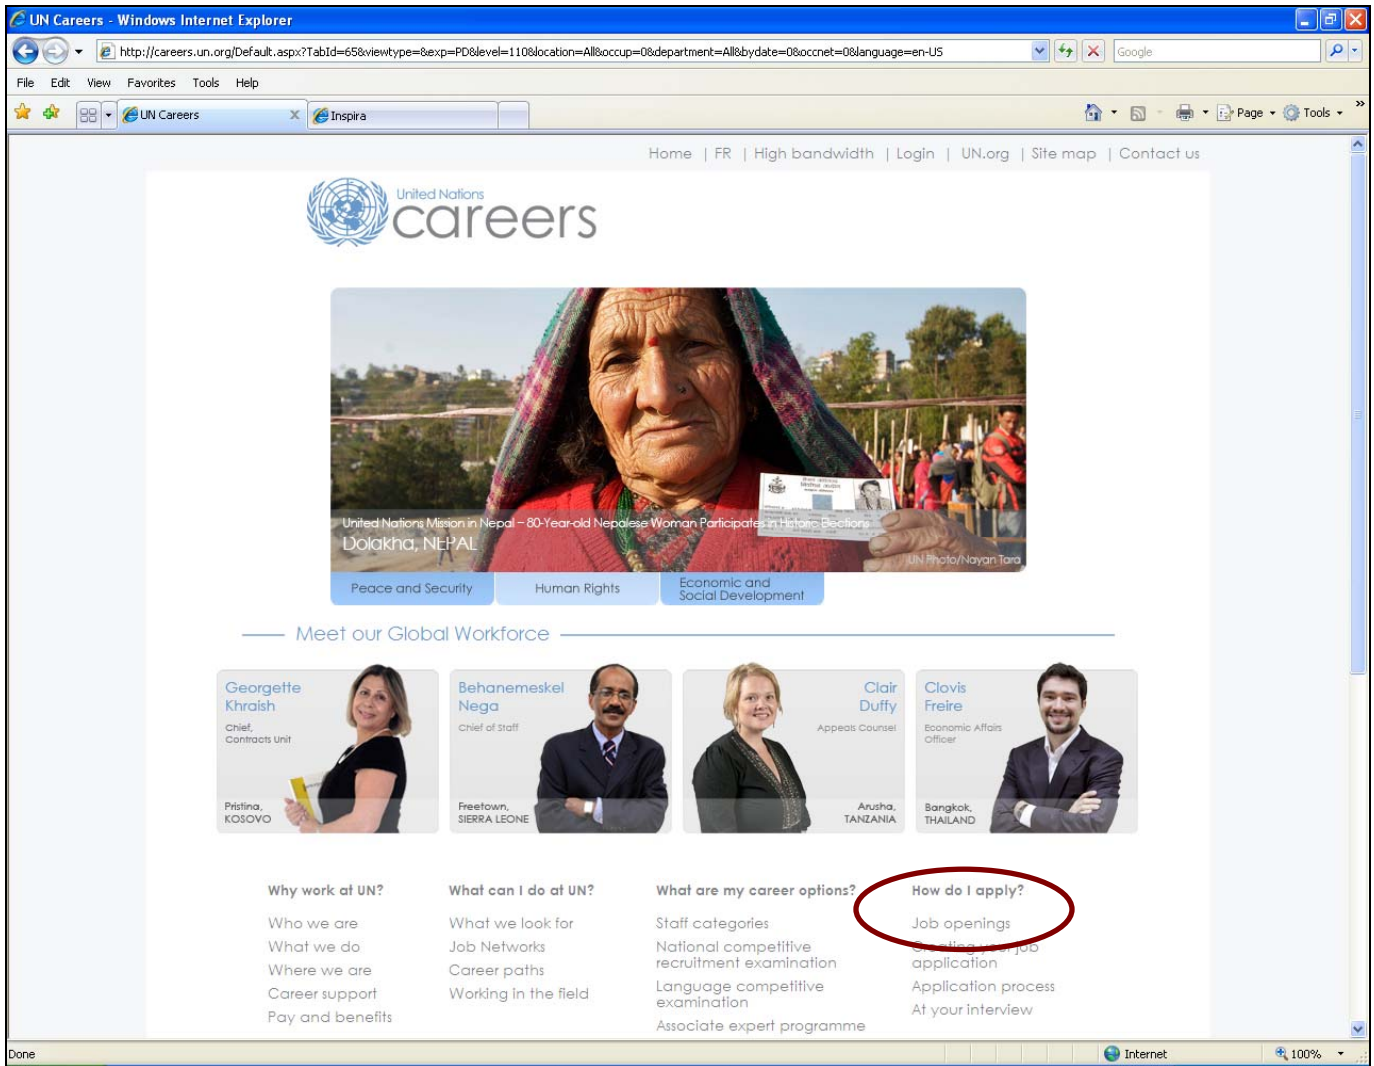 UN Careers - Windows Internet Explorer
http://careers.un.org/Default.aspx?TabId=65&viewtype=&exp=PD&level=110&location=All&occup=0&department=All&bydate=0&occnet=0&language=en-US
Google
File Edit View Favorites Tools Help
UN Careers
Inspira
Page
Tools
Home | FR | High bandwidth | Login | UN.org | Site map | Contact us
United Nations
careers
United Nations Mission in Nepal – 80-Year-old Nepalese Woman Participates in Historic Elections
Dolakha, NEPAL
UN Photo/Nayan Tara
Peace and Security
Human Rights
Economic and
Social Development
Meet our Global Workforce
Georgette
Khraish
Chief,
Contracts Unit
Pristina,
KOSOVO
Behanemeskel
Nega
Chief of Staff
Freetown,
SIERRA LEONE
Clair
Duffy
Appeals Counsel
Arusha,
TANZANIA
Clovis
Freire
Economic Affairs
Officer
Bangkok,
THAILAND
Why work at UN?
Who we are
What we do
Where we are
Career support
Pay and benefits
What can I do at UN?
What we look for
Job Networks
Career paths
Working in the field
What are my career options?
Staff categories
National competitive
recruitment examination
Language competitive
examination
Associate expert programme
How do I apply?
Job openings
Creating your job
application
Application process
At your interview
Done
Internet
100%